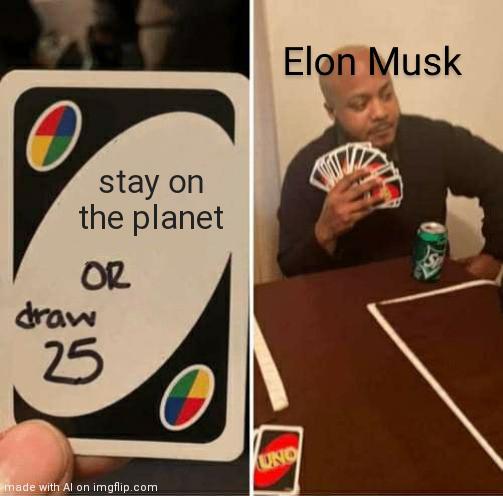 stay on
the planet
OR
draw
25
Elon Musk
UNO
made with AI on imgflip.com